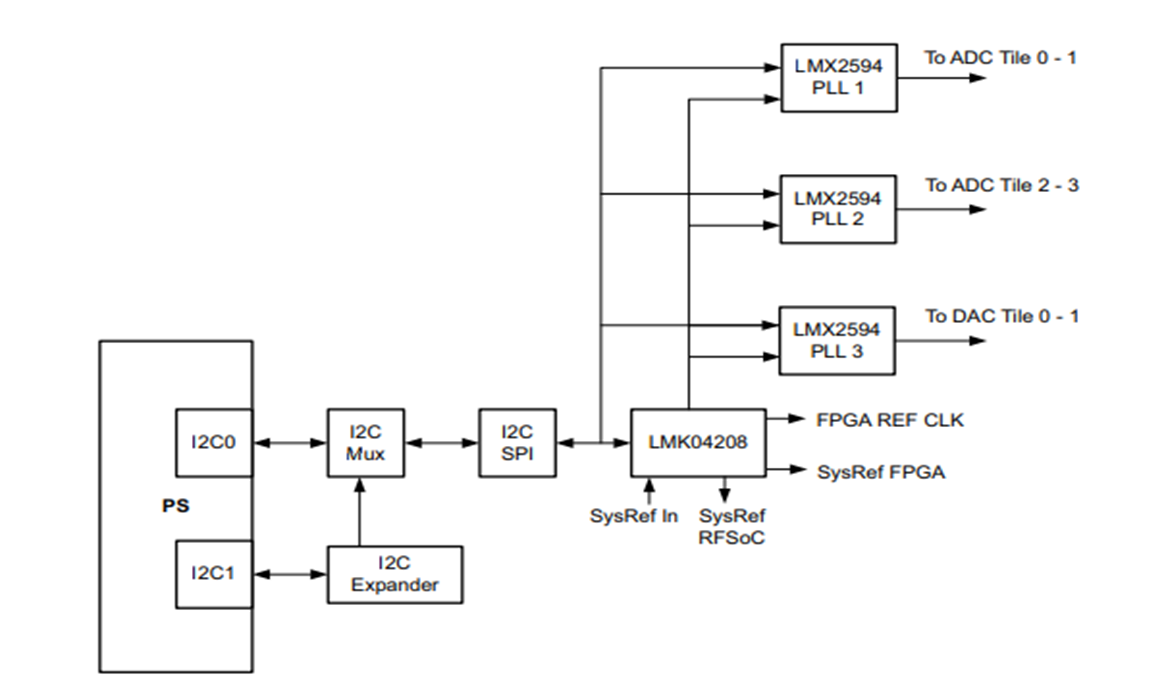 LMX2594
PLL 1
To ADC Tile 0 - 1
LMX2594
PLL 2
To ADC Tile 2 - 3
LMX2594
PLL 3
To DAC Tile 0 - 1
I2C0
I2C
Mux
I2C
SPI
LMK04208
FPGA REF CLK
SysRef FPGA
SysRef In
SysRef
RFSoC
PS
I2C1
I2C
Expander